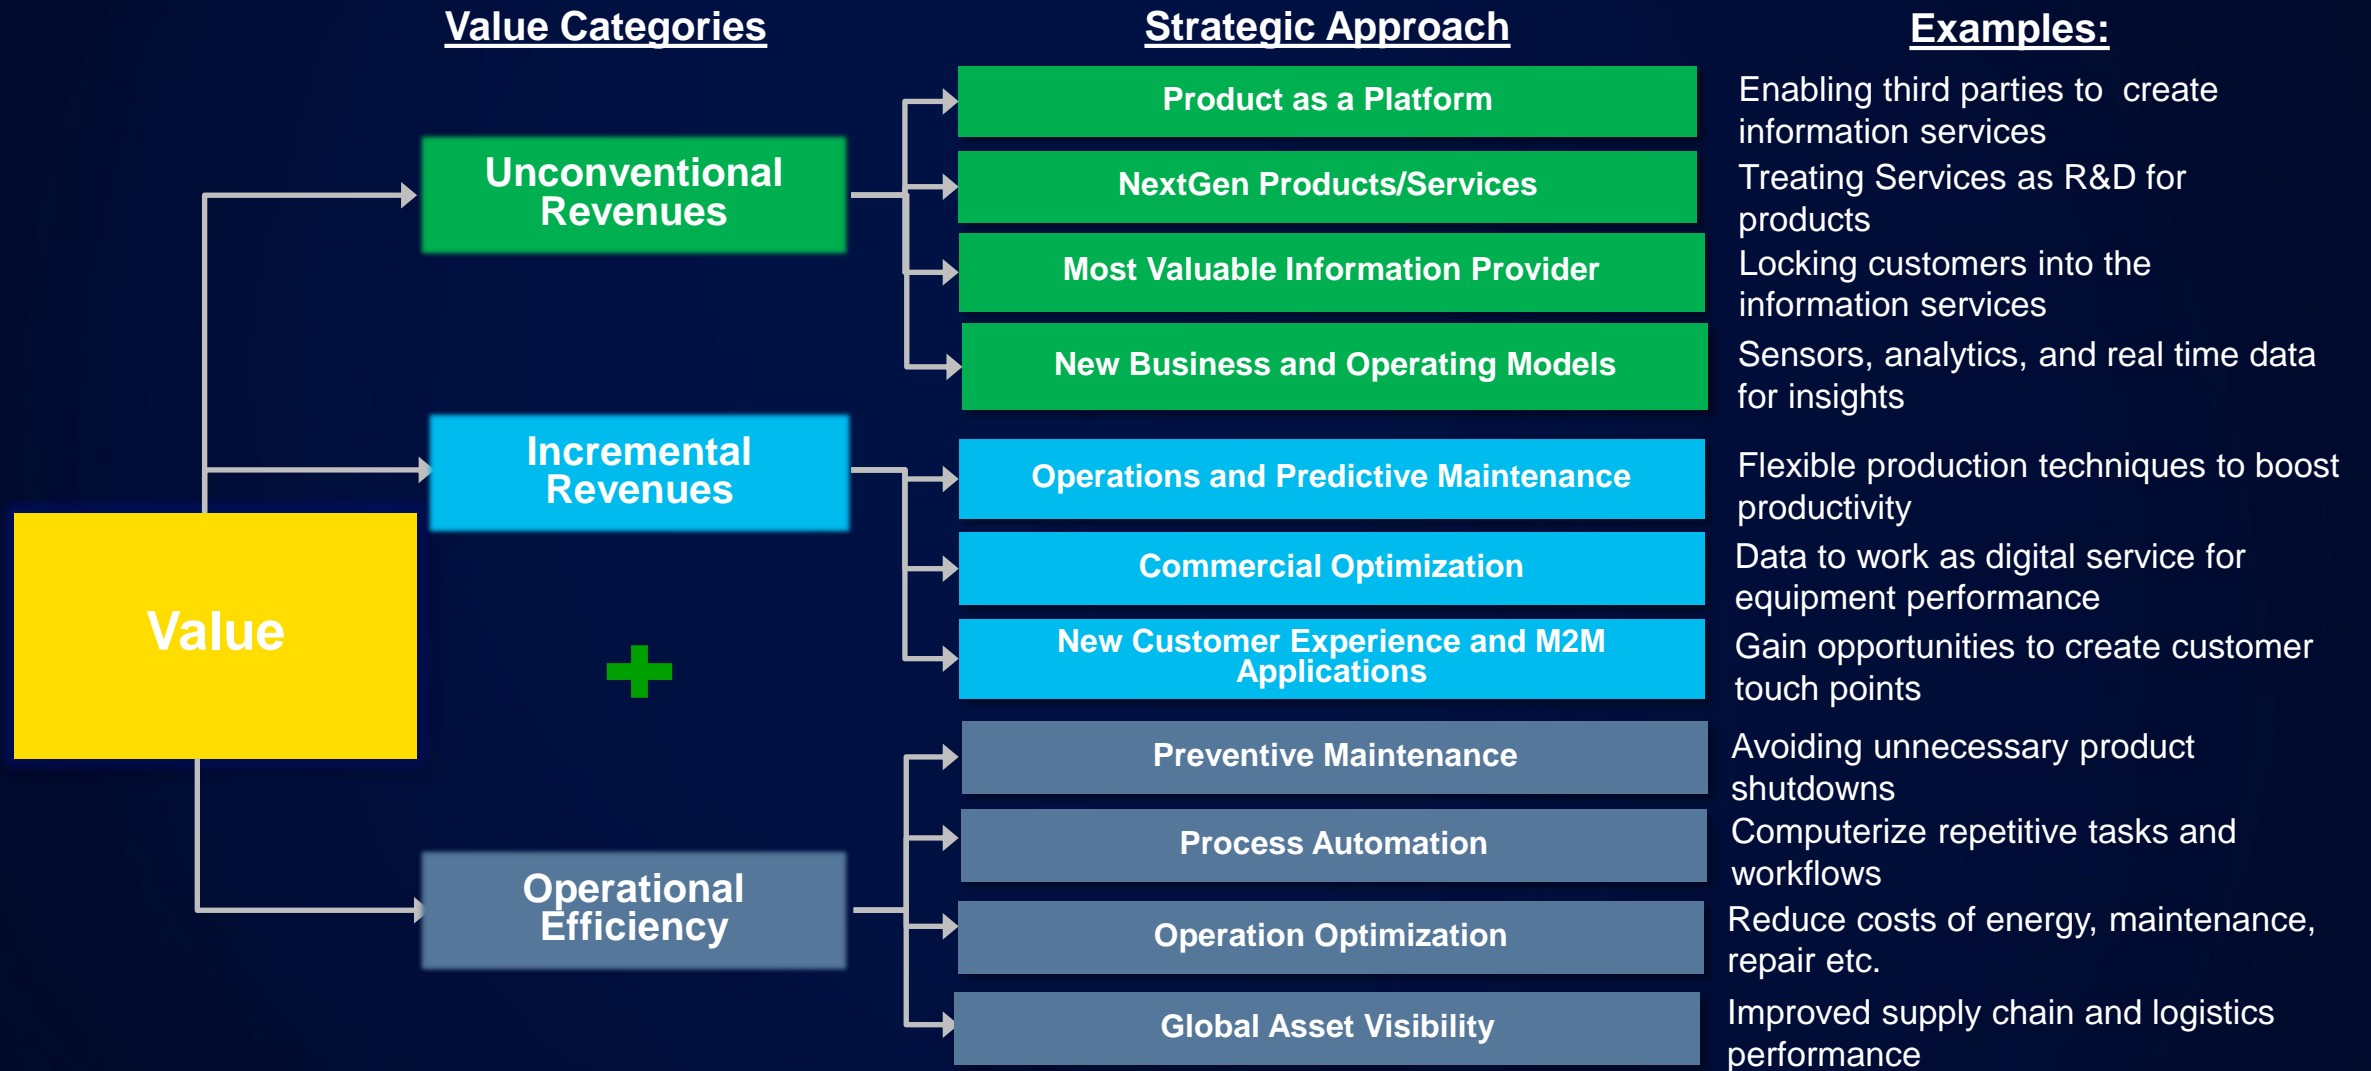 Value Categories
Strategic Approach
Examples:
Value
Unconventional
Revenues
Product as a Platform
Enabling third parties to  create
information services
NextGen Products/Services
Treating Services as R&D for
products
Most Valuable Information Provider
Locking customers into the
information services
New Business and Operating Models
Sensors, analytics, and real time data
for insights
Incremental
Revenues
Operations and Predictive Maintenance
Flexible production techniques to boost
productivity
Commercial Optimization
Data to work as digital service for
equipment performance
New Customer Experience and M2M
Applications
Gain opportunities to create customer
touch points
Operational
Efficiency
Preventive Maintenance
Avoiding unnecessary product
shutdowns
Process Automation
Computerize repetitive tasks and
workflows
Operation Optimization
Reduce costs of energy, maintenance,
repair etc.
Global Asset Visibility
Improved supply chain and logistics
performance